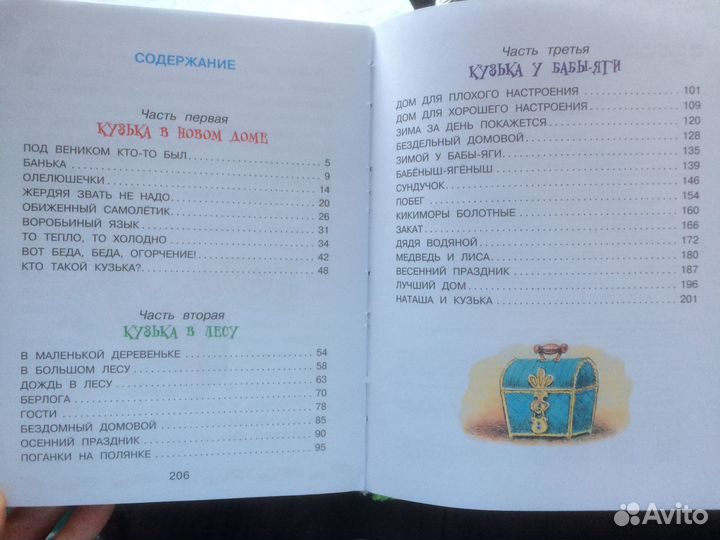 СОДЕРЖАНИЕ
Часть первая
КУЗЬКА В НОВОМ ДОМЕ
ПОД ВЕНИКОМ КТО-ТО БЫЛ 5
БАНЬКА 9
ОЛЕЛЮШЕЧКИ 14
ЖЕРДЯЯ ЗВАТЬ НЕ НАДО 20
ОБИЖЕННЫЙ САМОЛЁТИК 26
ВОРОБЬИНЫЙ ЯЗЫК 31
ТО ТЕПЛО, ТО ХОЛОДНО 34
ВОТ БЕДА, БЕДА, ОГОРЧЕНИЕ! 42
КТО ТАКОЙ КУЗЬКА? 48
Часть вторая
КУЗЬКА В ЛЕСУ
В МАЛЕНЬКОЙ ДЕРЕВЕНЬКЕ 54
В БОЛЬШОМ ЛЕСУ 58
ДОЖДЬ В ЛЕСУ 63
БЕРЛОГА 70
ГОСТИ 78
БЕЗДОМНЫЙ ДОМОВОЙ 85
ОСЕННИЙ ПРАЗДНИК 90
ПОГАНКИ НА ПОЛЯНКЕ 95
206
Часть третья
КУЗЬКА У БАБЫ-ЯГИ
ДОМ ДЛЯ ПЛОХОГО НАСТРОЕНИЯ 101
ДОМ ДЛЯ ХОРОШЕГО НАСТРОЕНИЯ 109
ЗИМА ЗА ДЕНЬ ПОКАЖЕТСЯ 120
БЕЗДЕЛЬНЫЙ ДОМОВОЙ 128
ЗИМОЙ У БАБЫ-ЯГИ 135
БАБЁНЫШ-ЯГЁНЫШ 139
СУНДУЧОК 146
ПОБЕГ 154
КИКИМОРЫ БОЛОТНЫЕ 160
ЗАКАТ 166
ДЯДЯ ВОДЯНОЙ 172
МЕДВЕДЬ И ЛИСА 180
ВЕСЕННИЙ ПРАЗДНИК 187
ЛУЧШИЙ ДОМ 196
НАТАША И КУЗЬКА 201
Avito